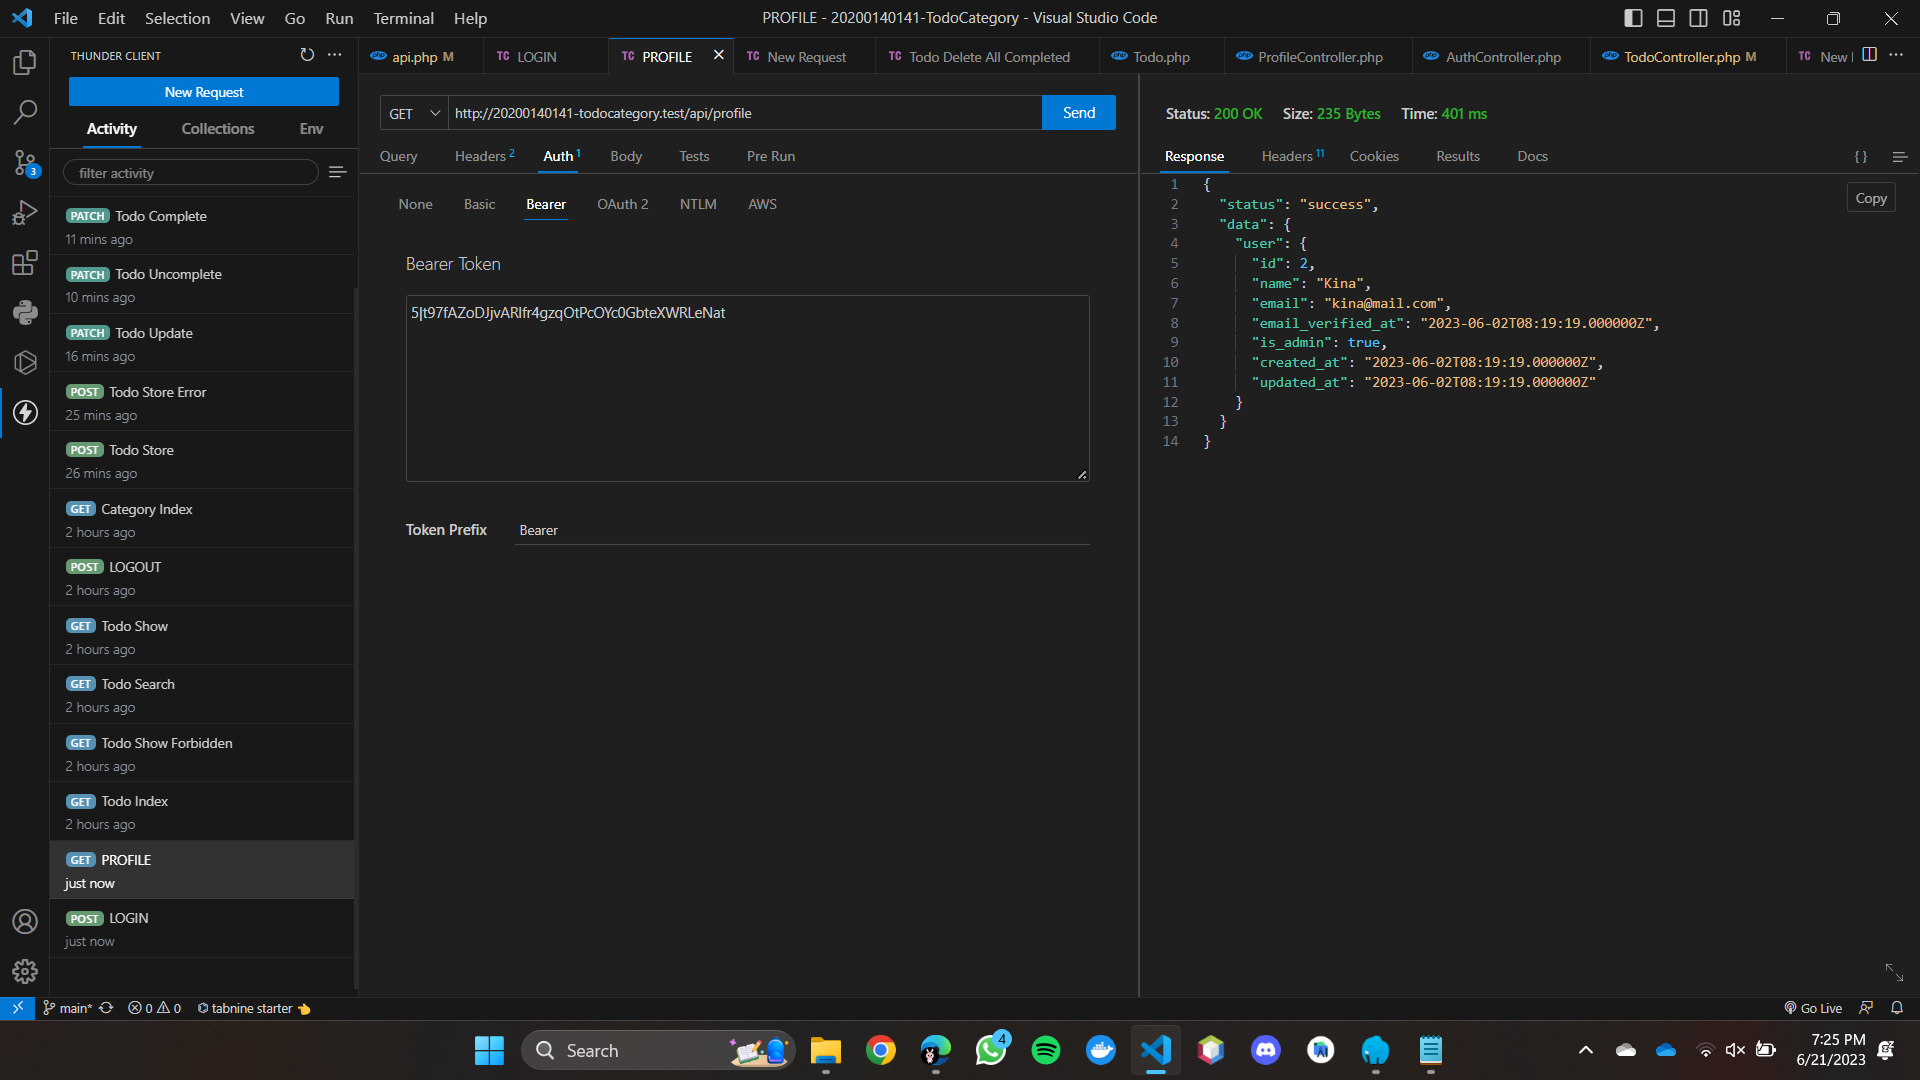 File Edit Selection View Go Run Terminal Help
PROFILE - 20200140141-TodoCategory - Visual Studio Code
THUNDER CLIENT
New Request
Activity Collections Env
filter activity
PATCH Todo Complete
11 mins ago
PATCH Todo Uncomplete
10 mins ago
PATCH Todo Update
16 mins ago
POST Todo Store Error
25 mins ago
POST Todo Store
26 mins ago
GET Category Index
2 hours ago
POST LOGOUT
2 hours ago
GET Todo Show
2 hours ago
GET Todo Search
2 hours ago
GET Todo Show Forbidden
2 hours ago
GET Todo Index
2 hours ago
GET PROFILE
just now
POST LOGIN
just now
3
php api.php M
TC LOGIN
TC PROFILE
TC New Request
TC Todo Delete All Completed
php Todo.php
php ProfileController.php
php AuthController.php
php TodoController.php M
TC New
GET http://20200140141-todocategory.test/api/profile Send
Query Headers 2 Auth 1 Body Tests Pre Run
None Basic Bearer OAuth 2 NTLM AWS
Bearer Token
5|t97fAZoDJjvARlfr4gzqOtPcOYc0GbteXWRLeNat
Token Prefix Bearer
Status: 200 OK Size: 235 Bytes Time: 401 ms
Response Headers 11 Cookies Results Docs { }
Copy
1 {
2 "status": "success",
3 "data": {
4 "user": {
5 "id": 2,
6 "name": "Kina",
7 "email": "kina@mail.com",
8 "email_verified_at": "2023-06-02T08:19:19.000000Z",
9 "is_admin": true,
10 "created_at": "2023-06-02T08:19:19.000000Z",
11 "updated_at": "2023-06-02T08:19:19.000000Z"
12 }
13 }
14 }
main* 0 0 tabnine starter
Go Live
Search
4
7:25 PM
6/21/2023